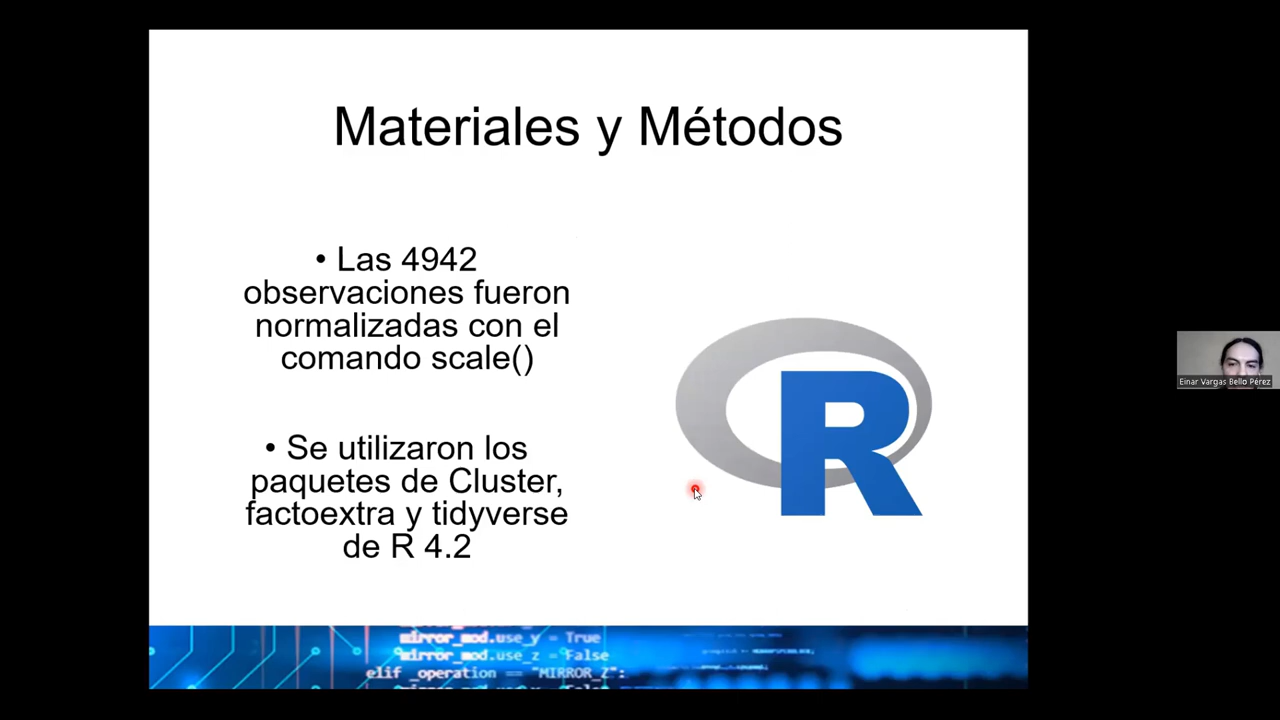 Materiales y Métodos
• Las 4942
observaciones fueron
normalizadas con el
comando scale()
• Se utilizaron los
paquetes de Cluster,
factoextra y tidyverse
de R 4.2
R
Einar Vargas Bello Pérez
mirror_mod.use_y = True
mirror_mod.use_z = False
elif _operation == "MIRROR_Z":